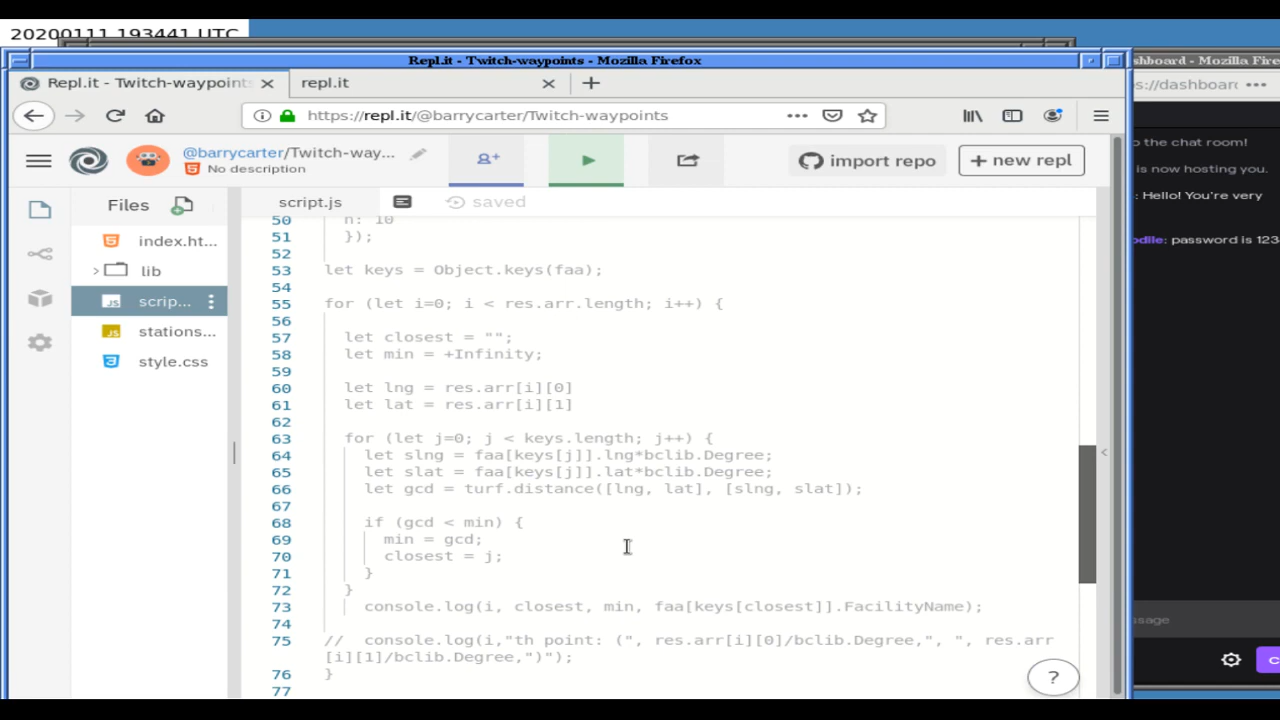 20200111 193441 UTC
Repl.it - Twitch-waypoints - Mozilla Firefox
shboard - Mozilla Fire
Repl.it - Twitch-waypoint
repl.it
https://repl.it/@barrycarter/Twitch-waypoints
s://dashboar
@barrycarter/Twitch-way...
No description
import repo
+ new repl
o the chat room!
is now hosting you.
: Hello! You're very
odile: password is 123
Files
script.js
saved
index.ht...
lib
scrip...
stations...
style.css
50 n: 10
51 });
52
53 let keys = Object.keys(faa);
54
55 for (let i=0; i < res.arr.length; i++) {
56
57 let closest = "";
58 let min = +Infinity;
59
60 let lng = res.arr[i][0]
61 let lat = res.arr[i][1]
62
63 for (let j=0; j < keys.length; j++) {
64 let slng = faa[keys[j]].lng*bclib.Degree;
65 let slat = faa[keys[j]].lat*bclib.Degree;
66 let gcd = turf.distance([lng, lat], [slng, slat]);
67
68 if (gcd < min) {
69 min = gcd;
70 closest = j;
71 }
72 }
73 console.log(i, closest, min, faa[keys[closest]].FacilityName);
74
75 // console.log(i,"th point: (", res.arr[i][0]/bclib.Degree,", ", res.arr
[i][1]/bclib.Degree,")");
76 }
77
?
ssage
C